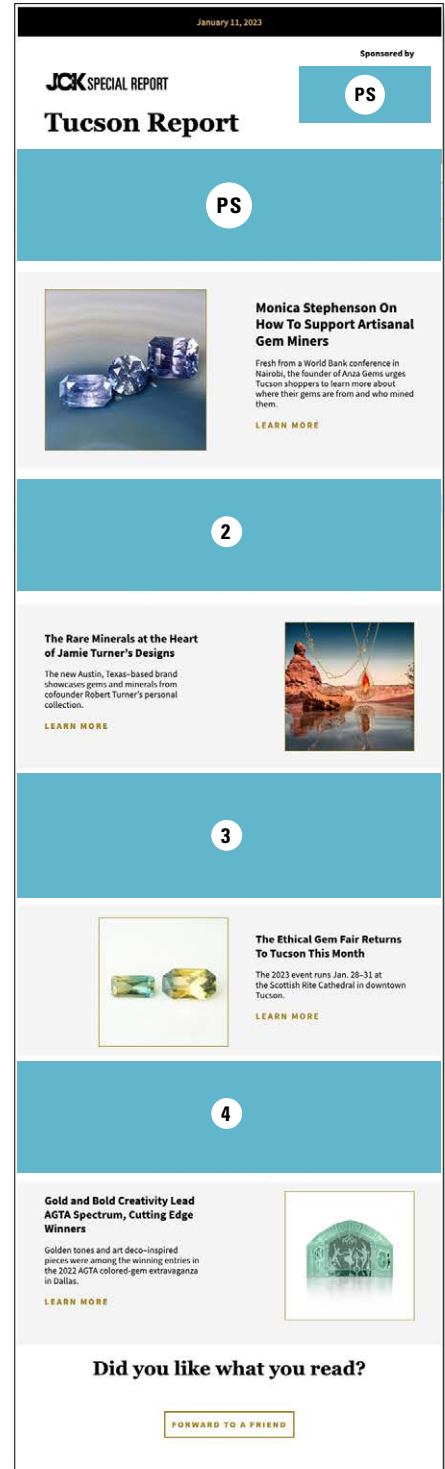 January 11, 2023
Sponsored by
JCK SPECIAL REPORT
PS
Tucson Report
PS
Monica Stephenson On
How To Support Artisanal
Gem Miners
Fresh from a World Bank conference in
Nairobi, the founder of Anza Gems urges
Tucson shoppers to learn more about
where their gems are from and who mined
them.
LEARN MORE
2
The Rare Minerals at the Heart
of Jamie Turner's Designs
The new Austin, Texas–based brand
showcases gems and minerals from
cofounder Robert Turner's personal
collection.
LEARN MORE
3
The Ethical Gem Fair Returns
To Tucson This Month
The 2023 event runs Jan. 28–31 at
the Scottish Rite Cathedral in downtown
Tucson.
LEARN MORE
4
Gold and Bold Creativity Lead
AGTA Spectrum, Cutting Edge
Winners
Golden tones and art deco–inspired
pieces were among the winning entries in
the 2022 AGTA colored-gem extravaganza
in Dallas.
LEARN MORE
Did you like what you read?
FORWARD TO A FRIEND